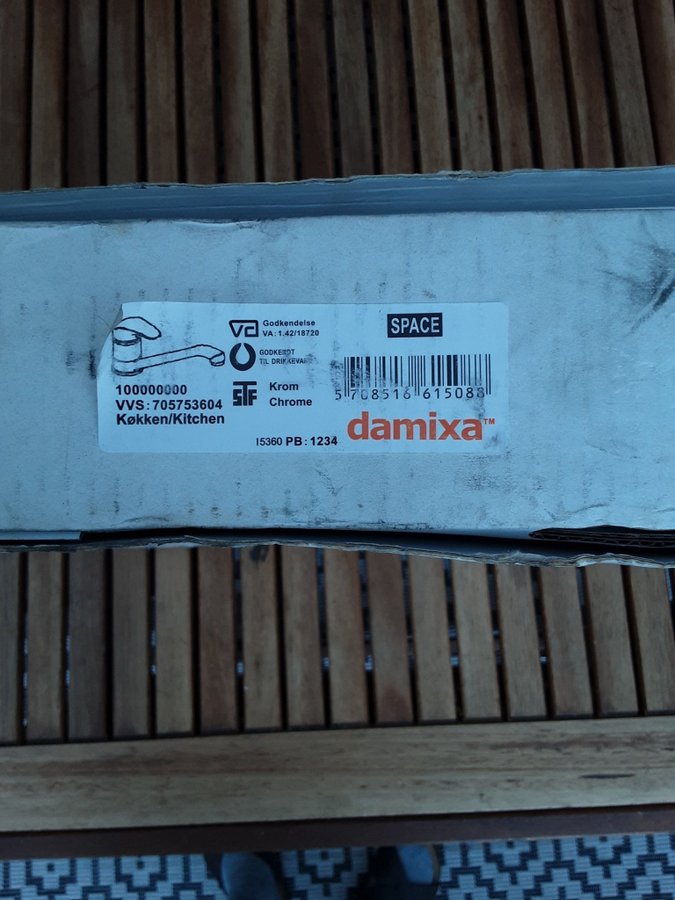 Godkendelse
VA: 1.42/18720
SPACE
GODKENDT
TIL DRIKKEVAND
100000000
VVS: 705753604
Køkken/Kitchen
Krom
Chrome
5 708516 615088
15360 PB: 1234
damixa™